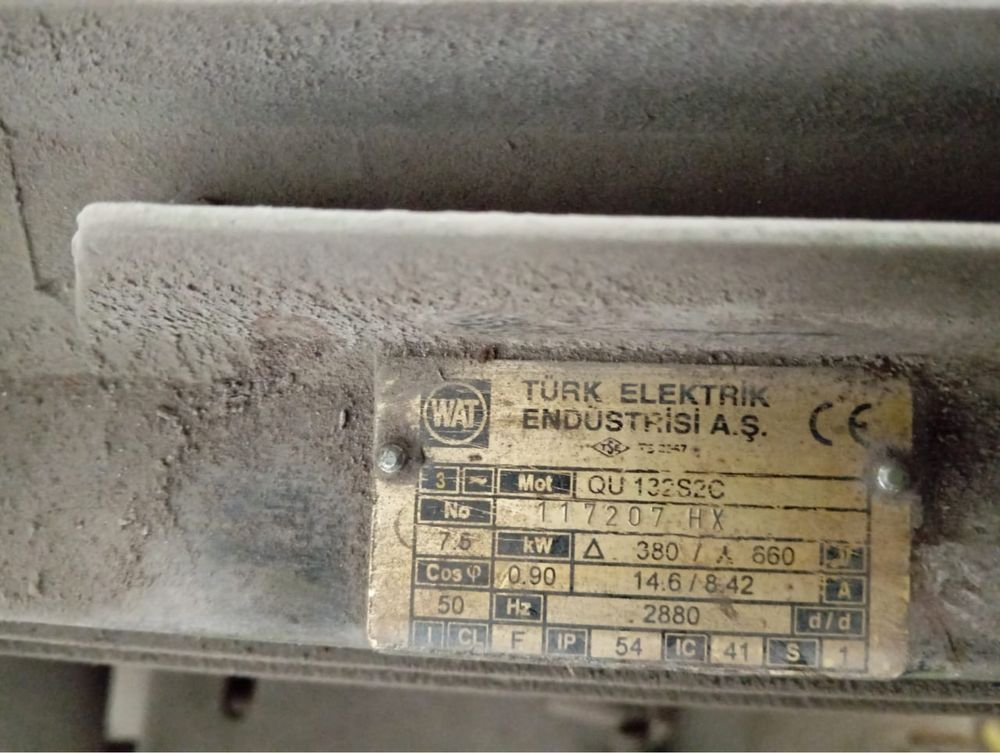 WAT
TÜRK ELEKTRİK
ENDÜSTRİSİ A.Ş.
CE
TSE
3 ~ Mot QU 132S2C
No 117207 HX
7.5 kW Δ 380 / 人 660
Cos φ 0.90 14.6 / 8.42 A
50 Hz 2880 d/d
I CL F IP 54 IC 41 S 1